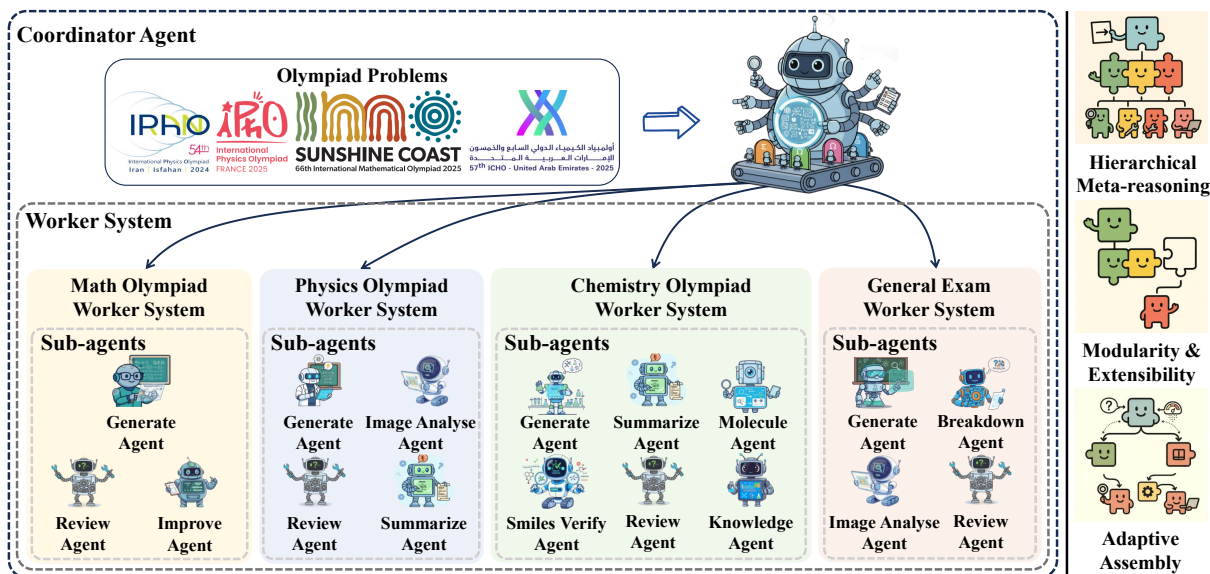 Coordinator Agent
Olympiad Problems
IPHO
54th
International Physics Olympiad
Iran | Isfahan | 2024
IPHO
International
Physics Olympiad
FRANCE 2025
SUNSHINE COAST
66th International Mathematical Olympiad 2025
أولمبياد الكيمياء الدولي السابع والخمسون
الإمارات العربية المتحدة
57th ICHO - United Arab Emirates - 2025
Worker System
Math Olympiad
Worker System
Sub-agents
Generate
Agent
Review
Agent
Improve
Agent
Physics Olympiad
Worker System
Sub-agents
Generate
Agent
Image Analyse
Agent
Review
Agent
Summarize
Agent
Chemistry Olympiad
Worker System
Sub-agents
Generate
Agent
Summarize
Agent
Molecule
Agent
Smiles Verify
Agent
Review
Agent
Knowledge
Agent
General Exam
Worker System
Sub-agents
Generate
Agent
Breakdown
Agent
Image Analyse
Agent
Review
Agent
Hierarchical
Meta-reasoning
Modularity &
Extensibility
?
Adaptive
Assembly